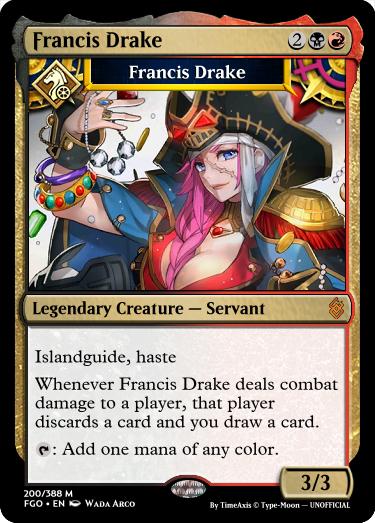 Francis Drake 2
Francis Drake
Legendary Creature — Servant
Islandguide, haste
Whenever Francis Drake deals combat
damage to a player, that player
discards a card and you draw a card.
: Add one mana of any color.
3/3
200/388 M
FGO • EN Wada Arco
By TimeAxis © Type-Moon — UNOFFICIAL